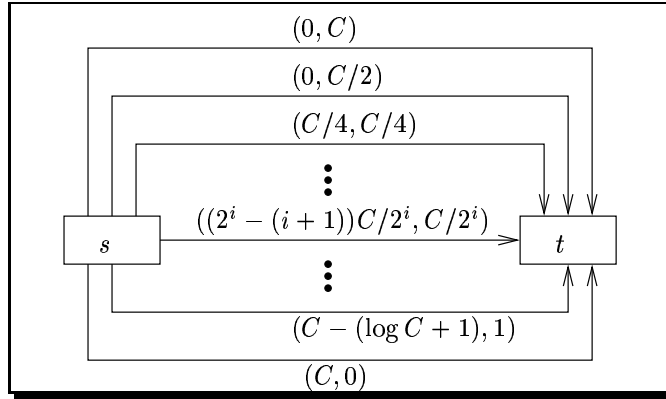 (0, C)
(0, C/2)
(C/4, C/4)
((2^i − (i + 1))C/2^i, C/2^i)
s
t
(C − (log C + 1), 1)
(C, 0)